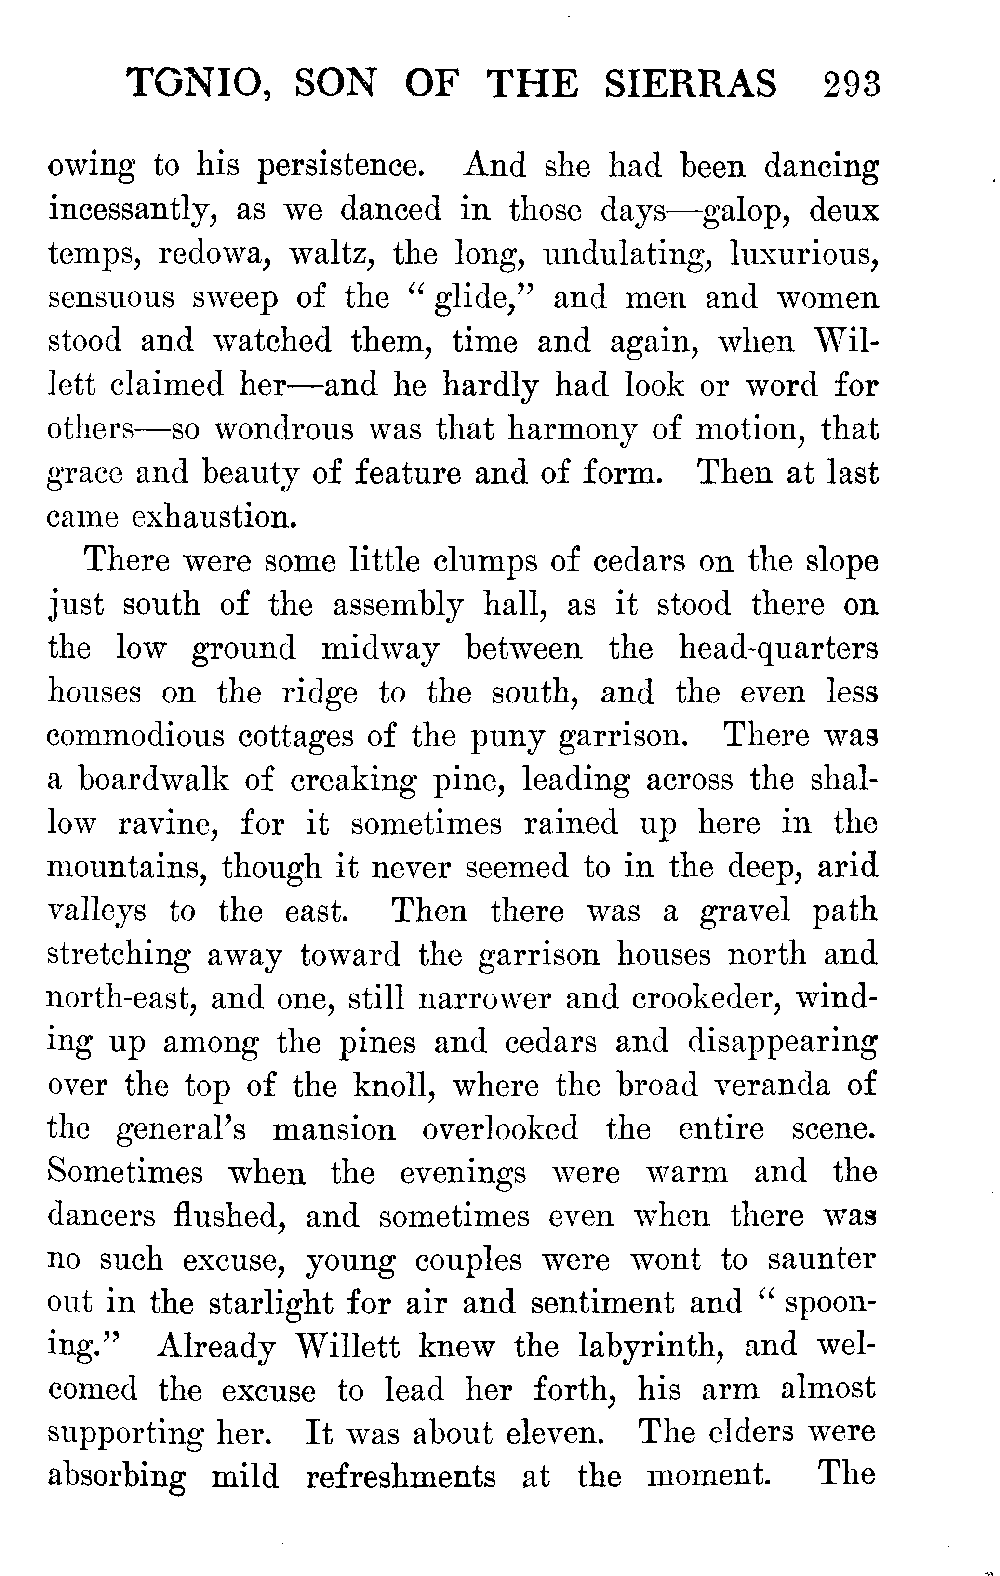 TONIO, SON OF THE SIERRAS 293
owing to his persistence. And she had been dancing
incessantly, as we danced in those days—galop, deux
temps, redowa, waltz, the long, undulating, luxurious,
sensuous sweep of the " glide," and men and women
stood and watched them, time and again, when Wil-
lett claimed her—and he hardly had look or word for
others—so wondrous was that harmony of motion, that
grace and beauty of feature and of form. Then at last
came exhaustion.
There were some little clumps of cedars on the slope
just south of the assembly hall, as it stood there on
the low ground midway between the head-quarters
houses on the ridge to the south, and the even less
commodious cottages of the puny garrison. There was
a boardwalk of creaking pine, leading across the shal-
low ravine, for it sometimes rained up here in the
mountains, though it never seemed to in the deep, arid
valleys to the east. Then there was a gravel path
stretching away toward the garrison houses north and
north-east, and one, still narrower and crookeder, wind-
ing up among the pines and cedars and disappearing
over the top of the knoll, where the broad veranda of
the general's mansion overlooked the entire scene.
Sometimes when the evenings were warm and the
dancers flushed, and sometimes even when there was
no such excuse, young couples were wont to saunter
out in the starlight for air and sentiment and " spoon-
ing." Already Willett knew the labyrinth, and wel-
comed the excuse to lead her forth, his arm almost
supporting her. It was about eleven. The elders were
absorbing mild refreshments at the moment. The